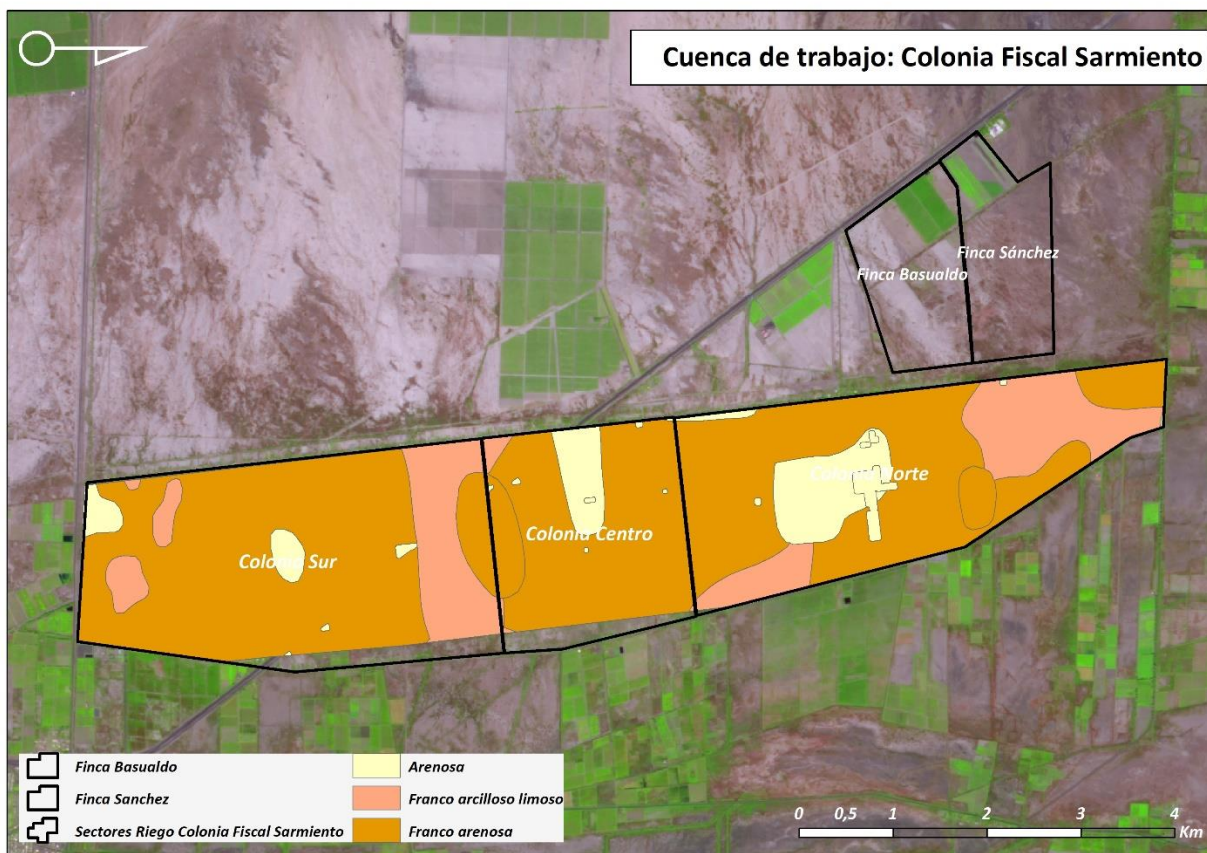 Cuenca de trabajo: Colonia Fiscal Sarmiento
Finca Sánchez
Finca Basualdo
Colonia Norte
Colonia Centro
Colonia Sur
Finca Basualdo
Finca Sanchez
Sectores Riego Colonia Fiscal Sarmiento
Arenosa
Franco arcilloso limoso
Franco arenosa
0 0,5 1 2 3 4
Km